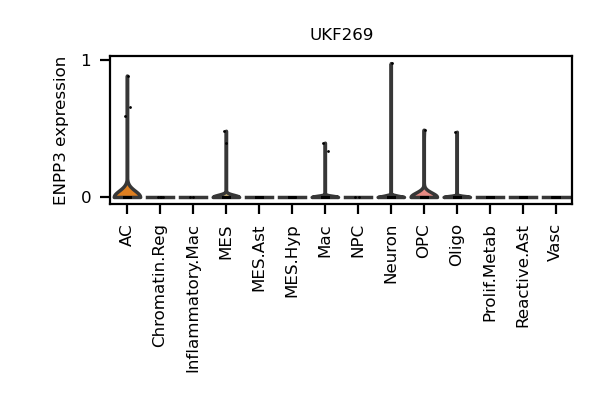 UKF269
ENPP3 expression
1
0
AC
Chromatin.Reg
Inflammatory.Mac
MES
MES.Ast
MES.Hyp
Mac
NPC
Neuron
OPC
Oligo
Prolif.Metab
Reactive.Ast
Vasc